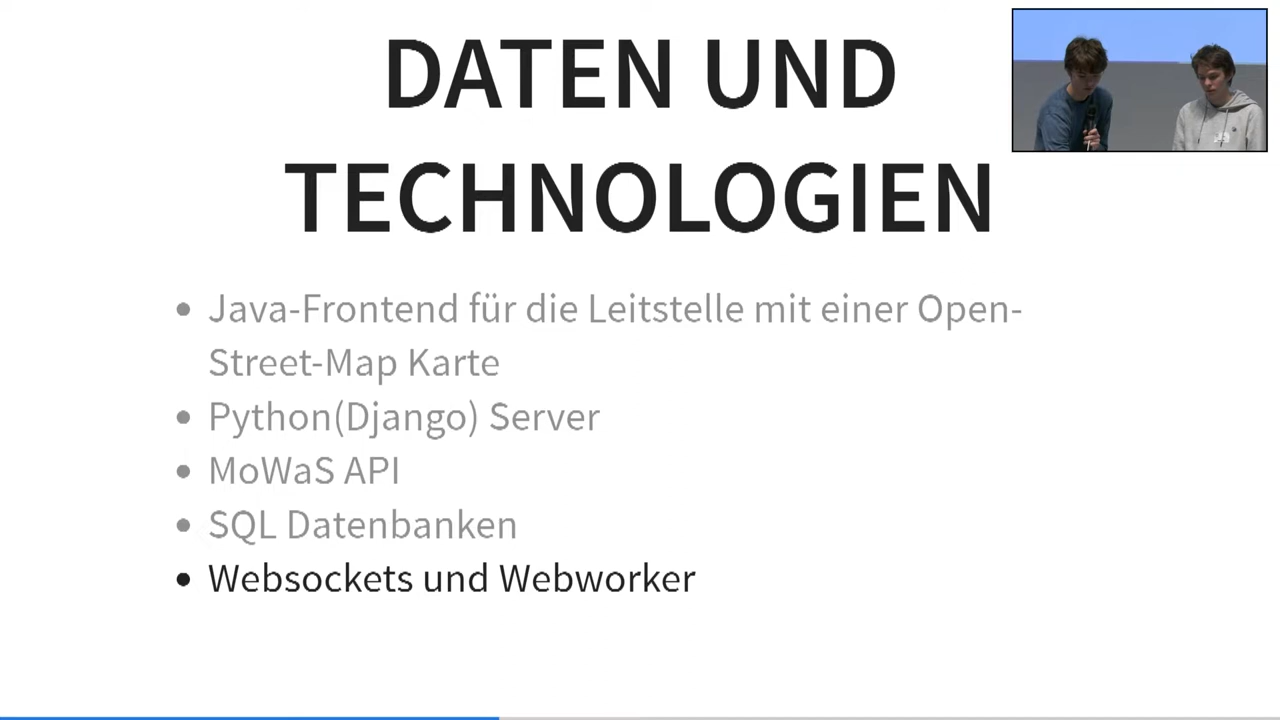 DATEN UND
TECHNOLOGIEN
• Java-Frontend für die Leitstelle mit einer Open-
Street-Map Karte
• Python(Django) Server
• MoWaS API
• SQL Datenbanken
• Websockets und Webworker